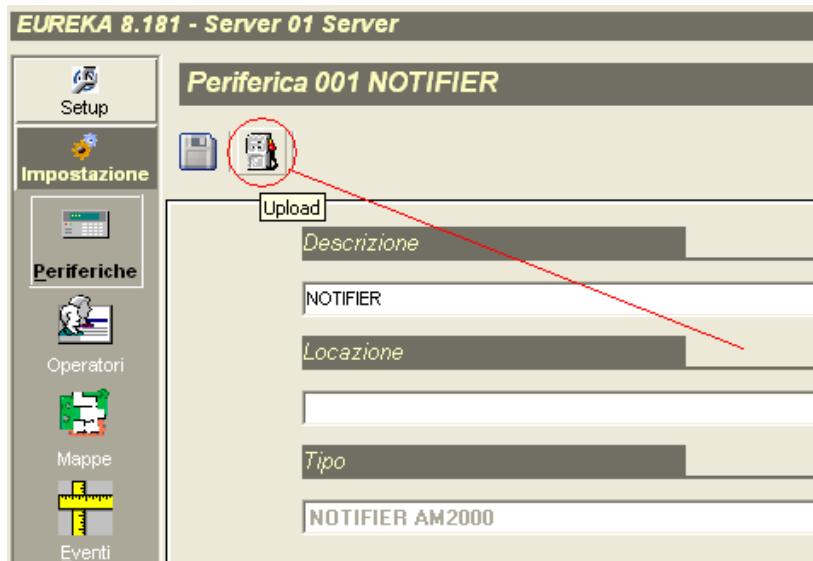 EUREKA 8.181 - Server 01 Server
Setup
Periferica 001 NOTIFIER
Impostazione
Upload
Periferiche
Descrizione
NOTIFIER
Operatori
Locazione
Mappe
Tipo
NOTIFIER AM2000
Eventi